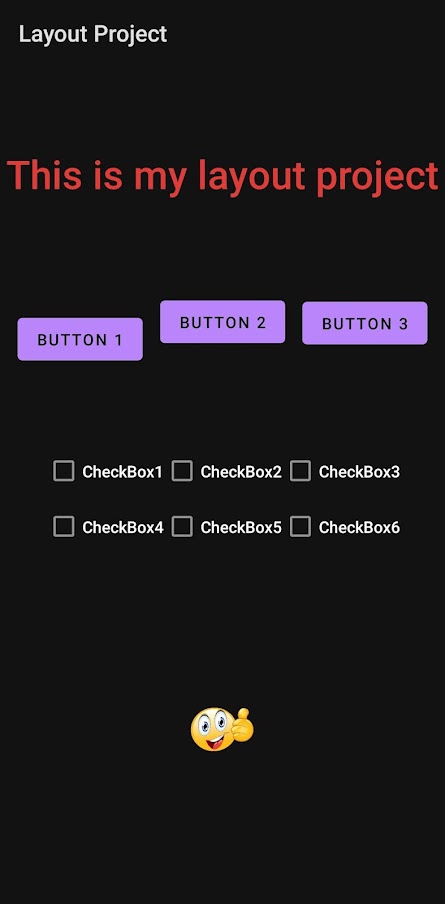 Layout Project
This is my layout project
BUTTON 1 BUTTON 2 BUTTON 3
CheckBox1 CheckBox2 CheckBox3
CheckBox4 CheckBox5 CheckBox6